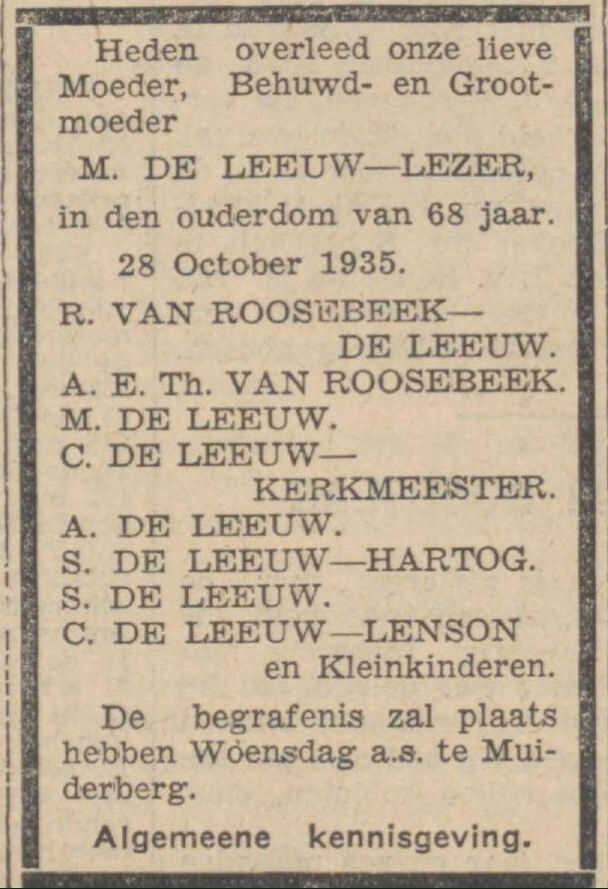 Heden overleed onze lieve
Moeder, Behuwd- en Groot-
moeder
M. DE LEEUW—LEZER,
in den ouderdom van 68 jaar.
28 October 1935.
R. VAN ROOSEBEEK—
DE LEEUW.
A. E. Th. VAN ROOSEBEEK.
M. DE LEEUW.
C. DE LEEUW—
KERKMEESTER.
A. DE LEEUW.
S. DE LEEUW—HARTOG.
S. DE LEEUW.
C. DE LEEUW—LENSON
en Kleinkinderen.
De begrafenis zal plaats
hebben Woensdag a.s. te Mui-
derberg.
Algemeene kennisgeving.